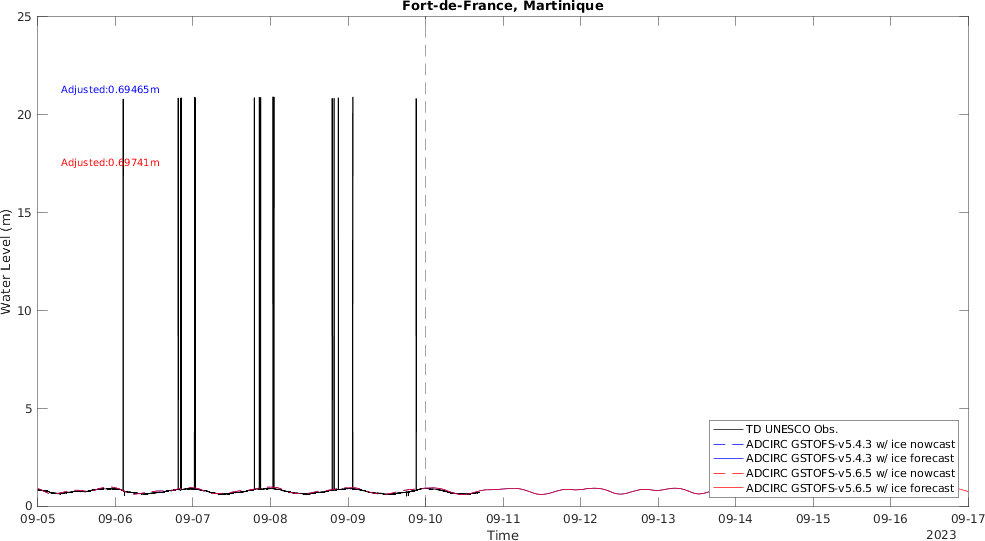 Fort-de-France, Martinique
25
20
15
10
5
0
Water Level (m)
Adjusted:0.69465m
Adjusted:0.69741m
TD UNESCO Obs.
ADCIRC GSTOFS-v5.4.3 w/ ice nowcast
ADCIRC GSTOFS-v5.4.3 w/ ice forecast
ADCIRC GSTOFS-v5.6.5 w/ ice nowcast
ADCIRC GSTOFS-v5.6.5 w/ ice forecast
09-05 09-06 09-07 09-08 09-09 09-10 09-11 09-12 09-13 09-14 09-15 09-16 09-17
Time
2023